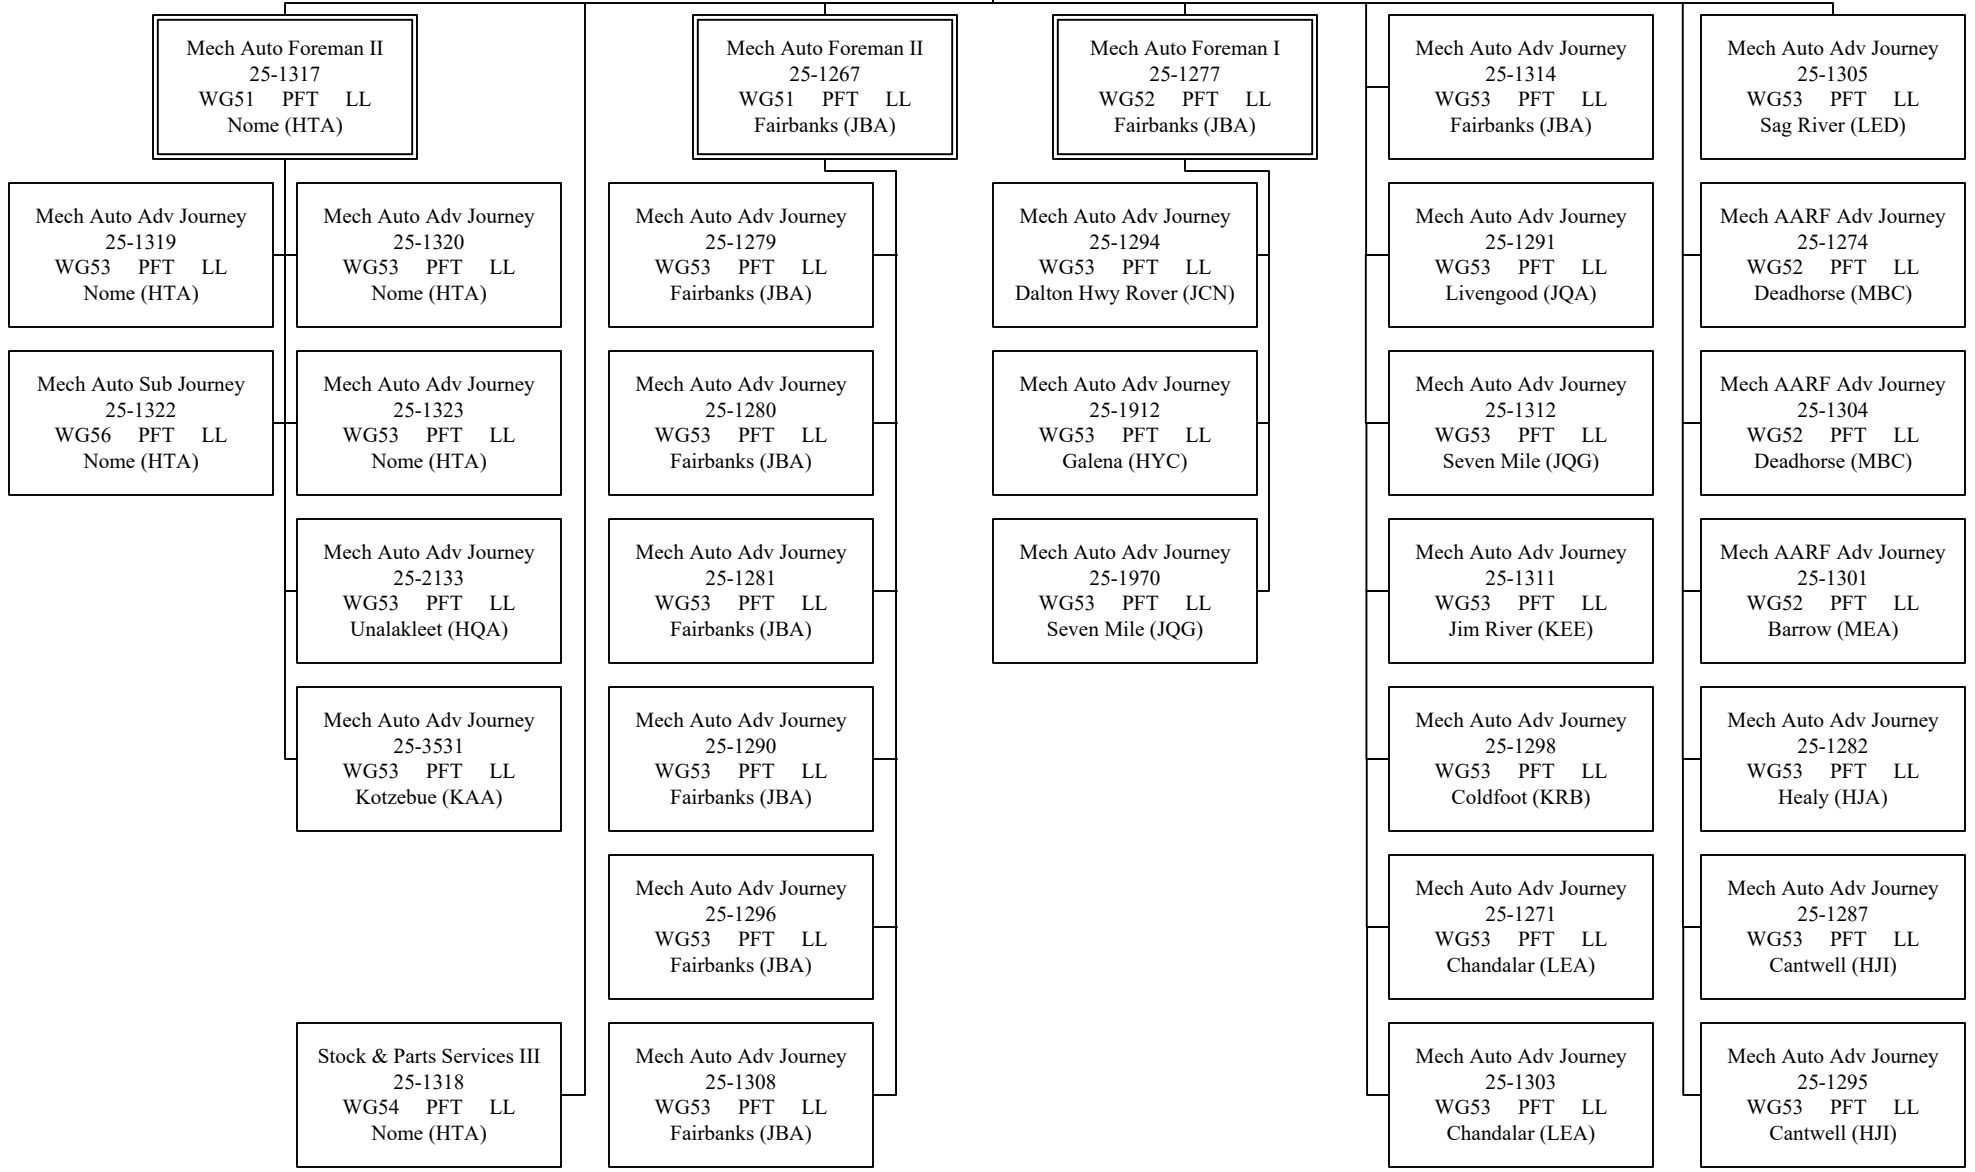 Mech Auto Foreman II
25-1317
WG51 PFT LL
Nome (HTA)
Mech Auto Foreman II
25-1267
WG51 PFT LL
Fairbanks (JBA)
Mech Auto Foreman I
25-1277
WG52 PFT LL
Fairbanks (JBA)
Mech Auto Adv Journey
25-1314
WG53 PFT LL
Fairbanks (JBA)
Mech Auto Adv Journey
25-1305
WG53 PFT LL
Sag River (LED)
Mech Auto Adv Journey
25-1319
WG53 PFT LL
Nome (HTA)
Mech Auto Adv Journey
25-1320
WG53 PFT LL
Nome (HTA)
Mech Auto Adv Journey
25-1279
WG53 PFT LL
Fairbanks (JBA)
Mech Auto Adv Journey
25-1294
WG53 PFT LL
Dalton Hwy Rover (JCN)
Mech Auto Adv Journey
25-1291
WG53 PFT LL
Livengood (JQA)
Mech AARF Adv Journey
25-1274
WG52 PFT LL
Deadhorse (MBC)
Mech Auto Sub Journey
25-1322
WG56 PFT LL
Nome (HTA)
Mech Auto Adv Journey
25-1323
WG53 PFT LL
Nome (HTA)
Mech Auto Adv Journey
25-1280
WG53 PFT LL
Fairbanks (JBA)
Mech Auto Adv Journey
25-1912
WG53 PFT LL
Galena (HYC)
Mech Auto Adv Journey
25-1312
WG53 PFT LL
Seven Mile (JQG)
Mech AARF Adv Journey
25-1304
WG52 PFT LL
Deadhorse (MBC)
Mech Auto Adv Journey
25-2133
WG53 PFT LL
Unalakleet (HQA)
Mech Auto Adv Journey
25-1281
WG53 PFT LL
Fairbanks (JBA)
Mech Auto Adv Journey
25-1970
WG53 PFT LL
Seven Mile (JQG)
Mech Auto Adv Journey
25-1311
WG53 PFT LL
Jim River (KEE)
Mech AARF Adv Journey
25-1301
WG52 PFT LL
Barrow (MEA)
Mech Auto Adv Journey
25-3531
WG53 PFT LL
Kotzebue (KAA)
Mech Auto Adv Journey
25-1290
WG53 PFT LL
Fairbanks (JBA)
Mech Auto Adv Journey
25-1298
WG53 PFT LL
Coldfoot (KRB)
Mech Auto Adv Journey
25-1282
WG53 PFT LL
Healy (HJA)
Mech Auto Adv Journey
25-1296
WG53 PFT LL
Fairbanks (JBA)
Mech Auto Adv Journey
25-1271
WG53 PFT LL
Chandalar (LEA)
Mech Auto Adv Journey
25-1287
WG53 PFT LL
Cantwell (HJI)
Stock & Parts Services III
25-1318
WG54 PFT LL
Nome (HTA)
Mech Auto Adv Journey
25-1308
WG53 PFT LL
Fairbanks (JBA)
Mech Auto Adv Journey
25-1303
WG53 PFT LL
Chandalar (LEA)
Mech Auto Adv Journey
25-1295
WG53 PFT LL
Cantwell (HJI)